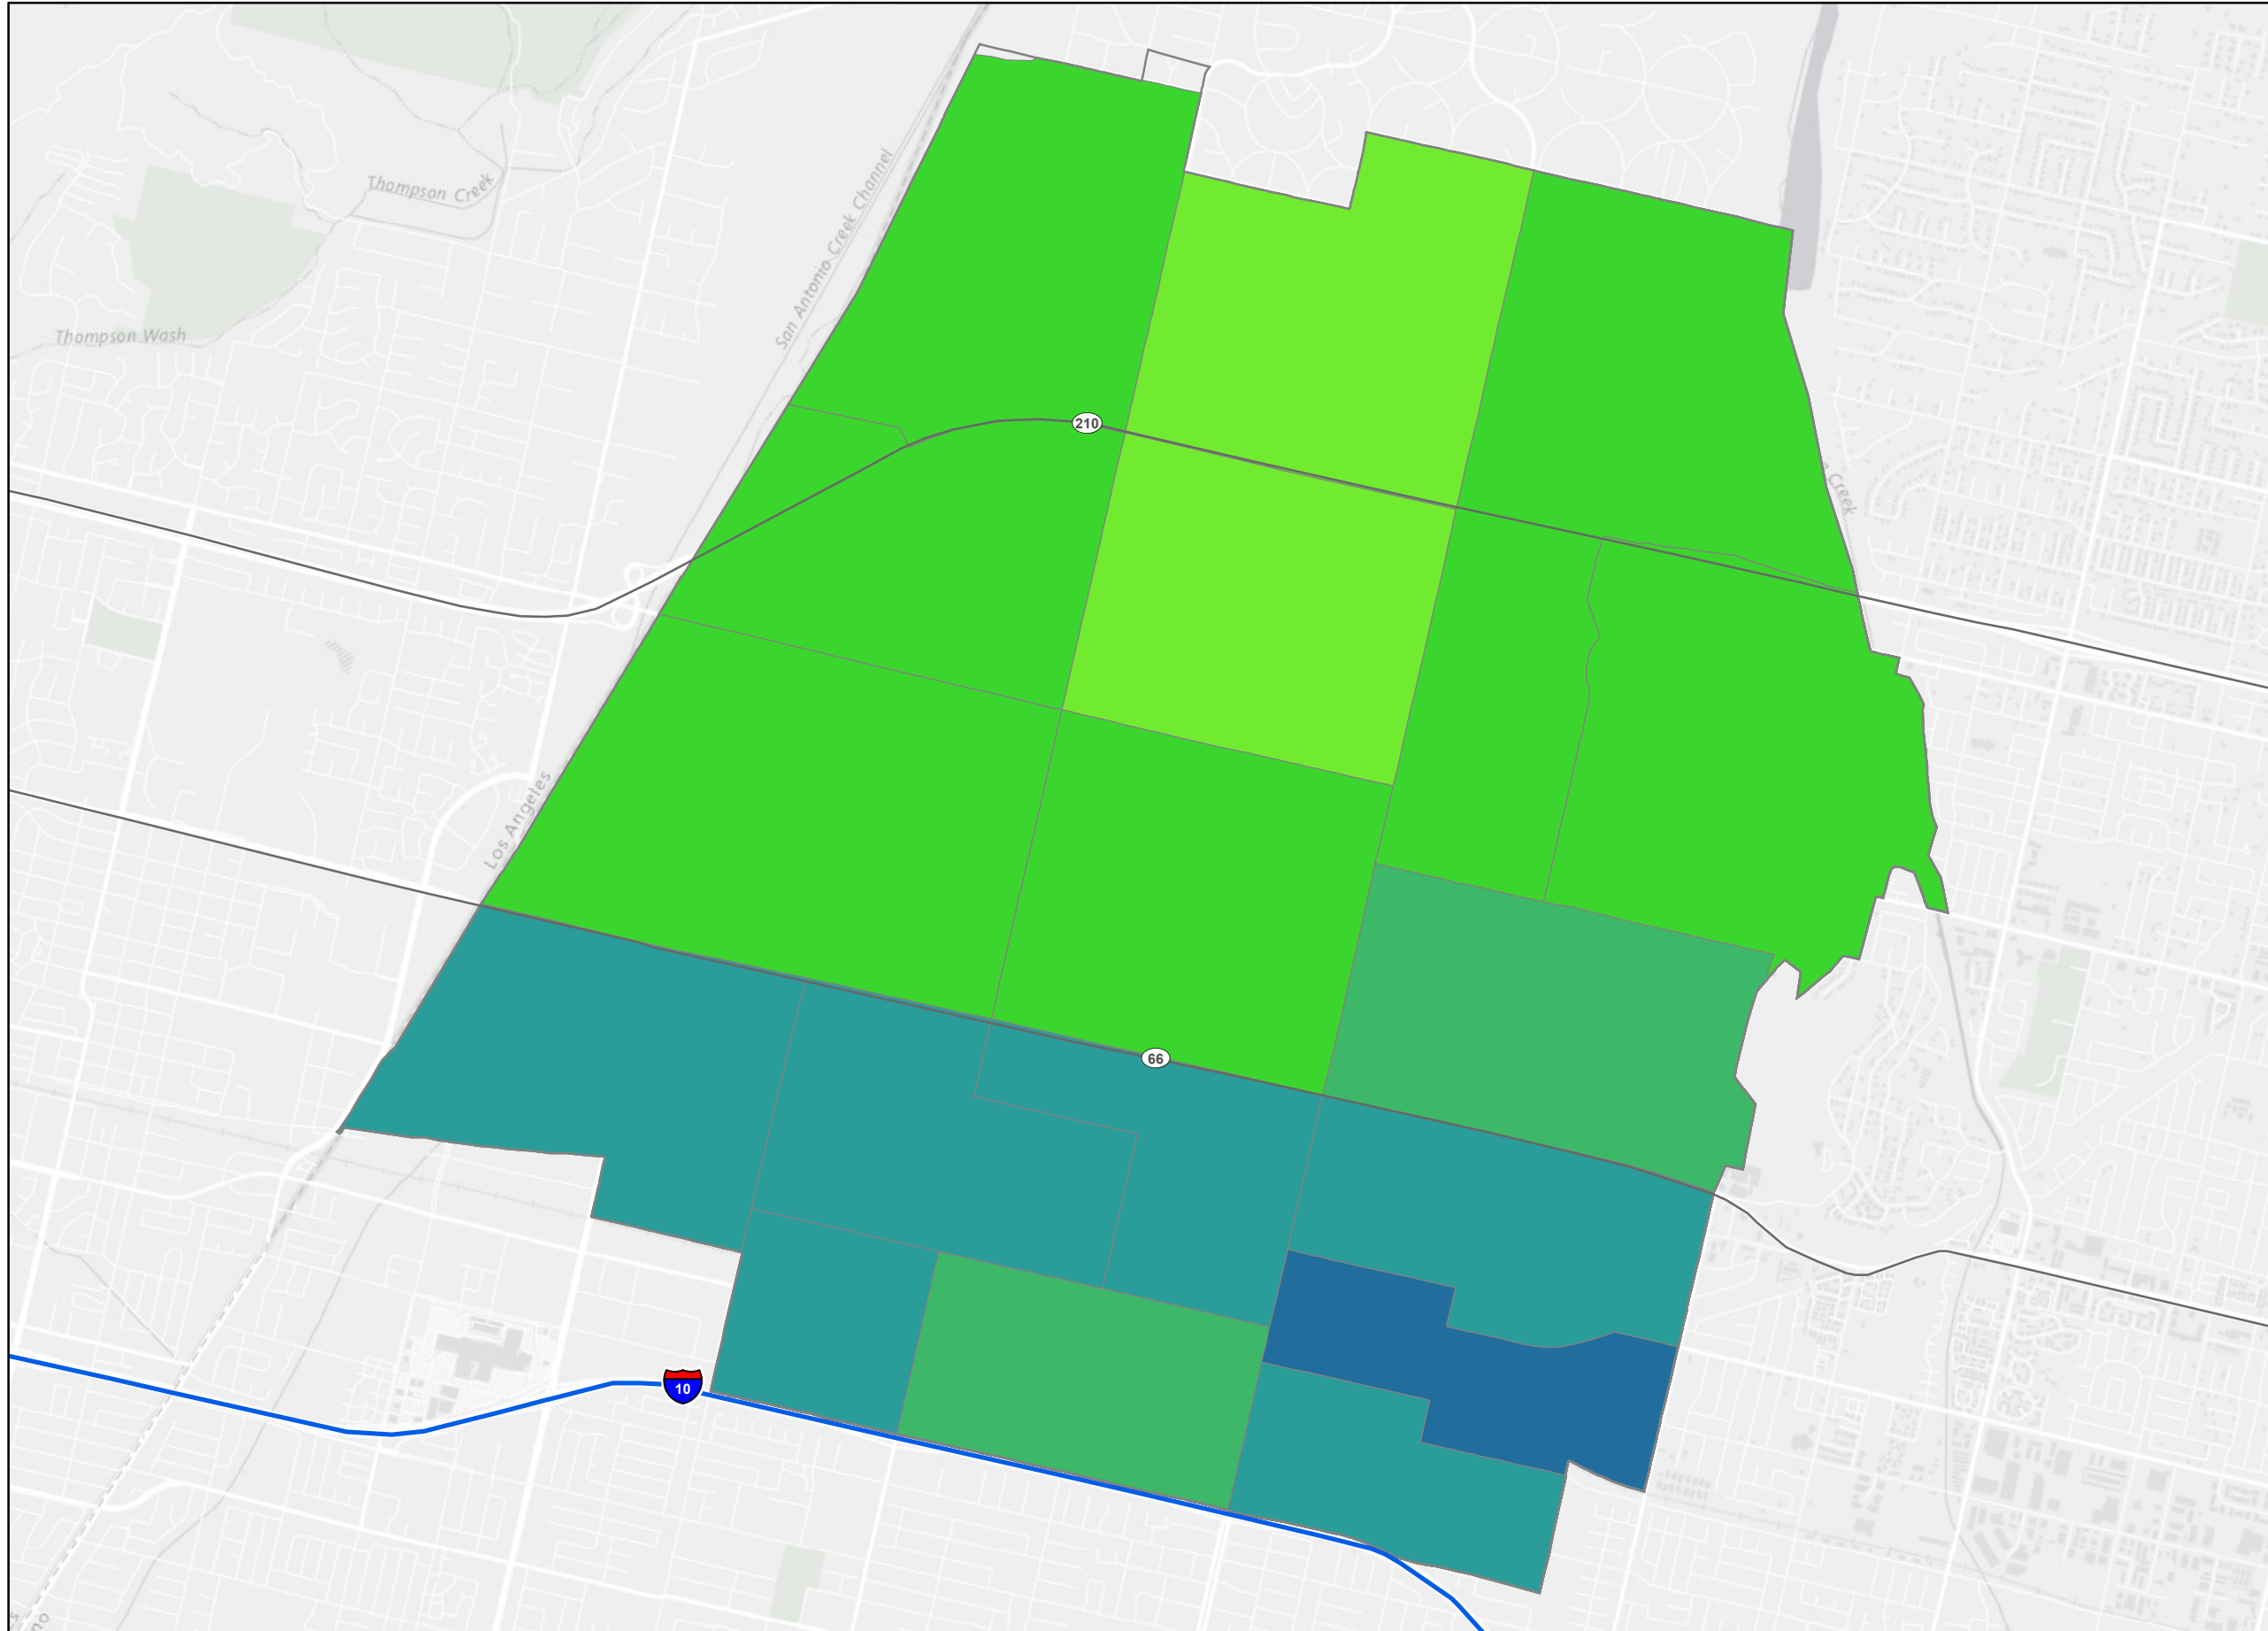 Thompson Creek
San Antonio Creek Channel
Thompson Wash
210
Creek
Los Angeles
66
10